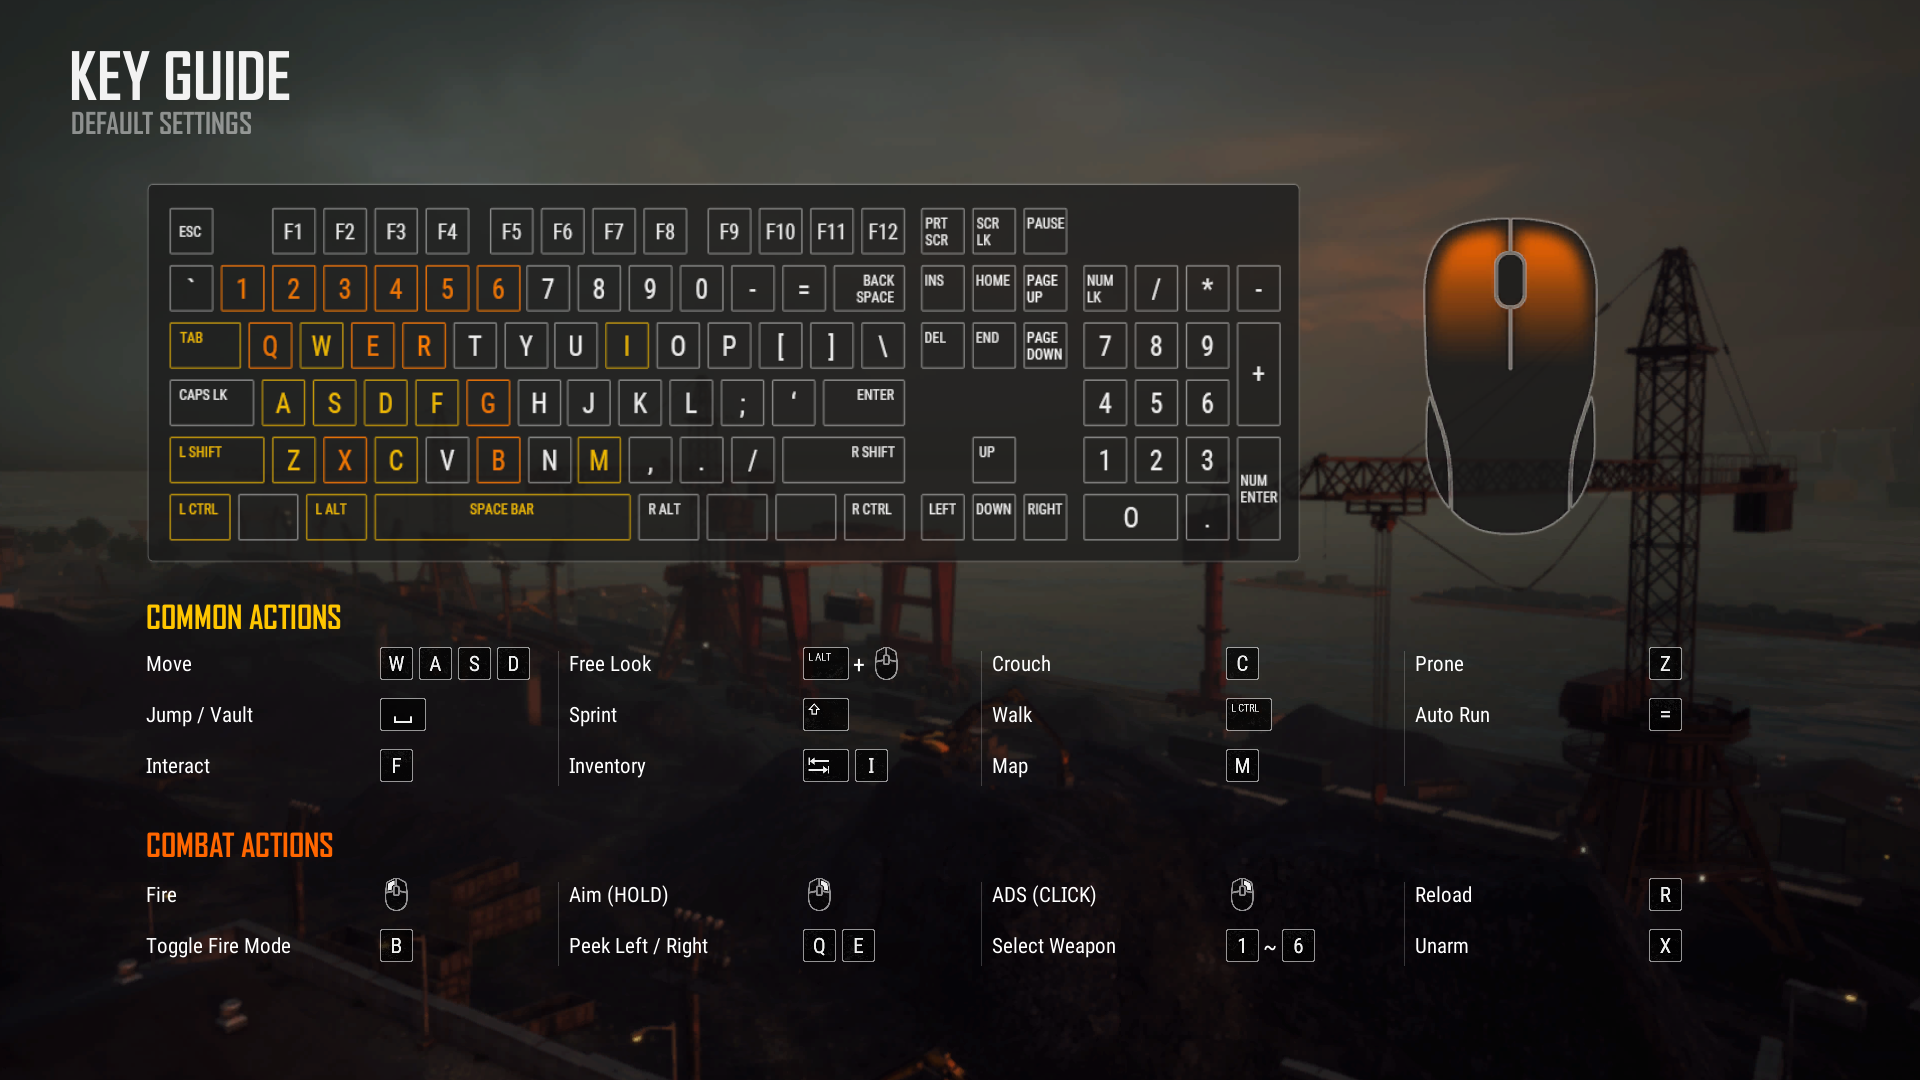 KEY GUIDE
DEFAULT SETTINGS
ESC F1 F2 F3 F4 F5 F6 F7 F8 F9 F10 F11 F12 PRT SCR SCR LK PAUSE
` 1 2 3 4 5 6 7 8 9 0 - = BACK SPACE INS HOME PAGE UP NUM LK / * -
TAB Q W E R T Y U I O P [ ] \ DEL END PAGE DOWN 7 8 9 +
CAPS LK A S D F G H J K L ; ‘ ENTER 4 5 6
L SHIFT Z X C V B N M , . / R SHIFT UP 1 2 3 NUM ENTER
L CTRL L ALT SPACE BAR R ALT R CTRL LEFT DOWN RIGHT 0 .
COMMON ACTIONS
Move W A S D Free Look L ALT + Crouch C Prone Z
Jump / Vault Sprint Walk L CTRL Auto Run =
Interact F Inventory I Map M
COMBAT ACTIONS
Fire Aim (HOLD) ADS (CLICK) Reload R
Toggle Fire Mode B Peek Left / Right Q E Select Weapon 1 ~ 6 Unarm X